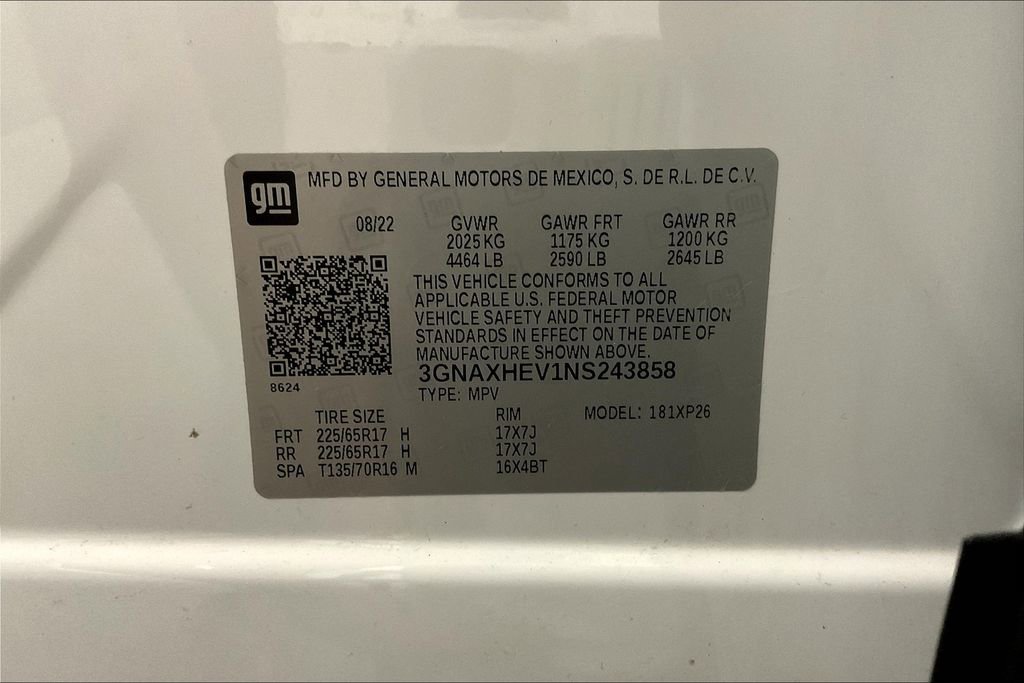 gm MFD BY GENERAL MOTORS DE MEXICO, S. DE R.L. DE C.V.
08/22 GVWR GAWR FRT GAWR RR
2025 KG 1175 KG 1200 KG
4464 LB 2590 LB 2645 LB
THIS VEHICLE CONFORMS TO ALL
APPLICABLE U.S. FEDERAL MOTOR
VEHICLE SAFETY AND THEFT PREVENTION
STANDARDS IN EFFECT ON THE DATE OF
MANUFACTURE SHOWN ABOVE.
3GNAXHEV1NS243858
8624
TYPE: MPV
TIRE SIZE RIM MODEL: 181XP26
FRT 225/65R17 H 17X7J
RR 225/65R17 H 17X7J
SPA T135/70R16 M 16X4BT